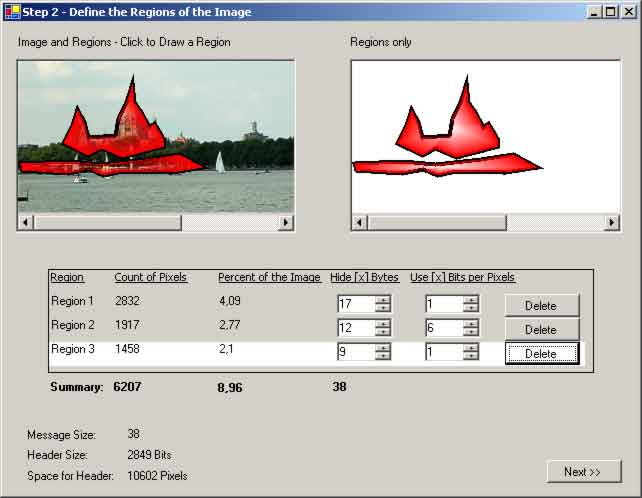 Step 2 - Define the Regions of the Image
Image and Regions - Click to Draw a Region Regions only
Region Count of Pixels Percent of the Image Hide [x] Bytes Use [x] Bits per Pixels
Region 1 2832 4,09 17 1 Delete
Region 2 1917 2,77 12 6 Delete
Region 3 1458 2,1 9 1 Delete
Summary: 6207 8,96 38
Message Size: 38
Header Size: 2849 Bits
Space for Header: 10602 Pixels
Next >>